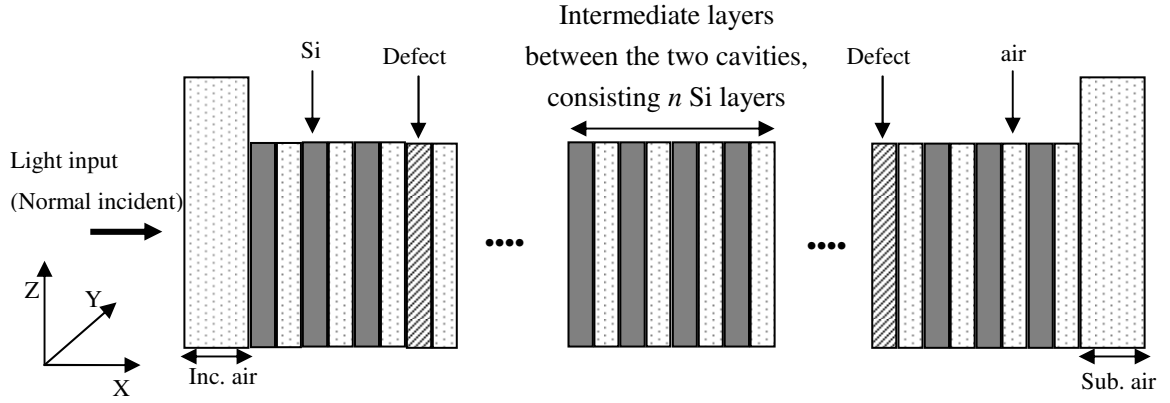 Intermediate layers
between the two cavities,
consisting n Si layers
Si
Defect
Defect
air
Light input
(Normal incident)
Z
Y
X
Inc. air
Sub. air